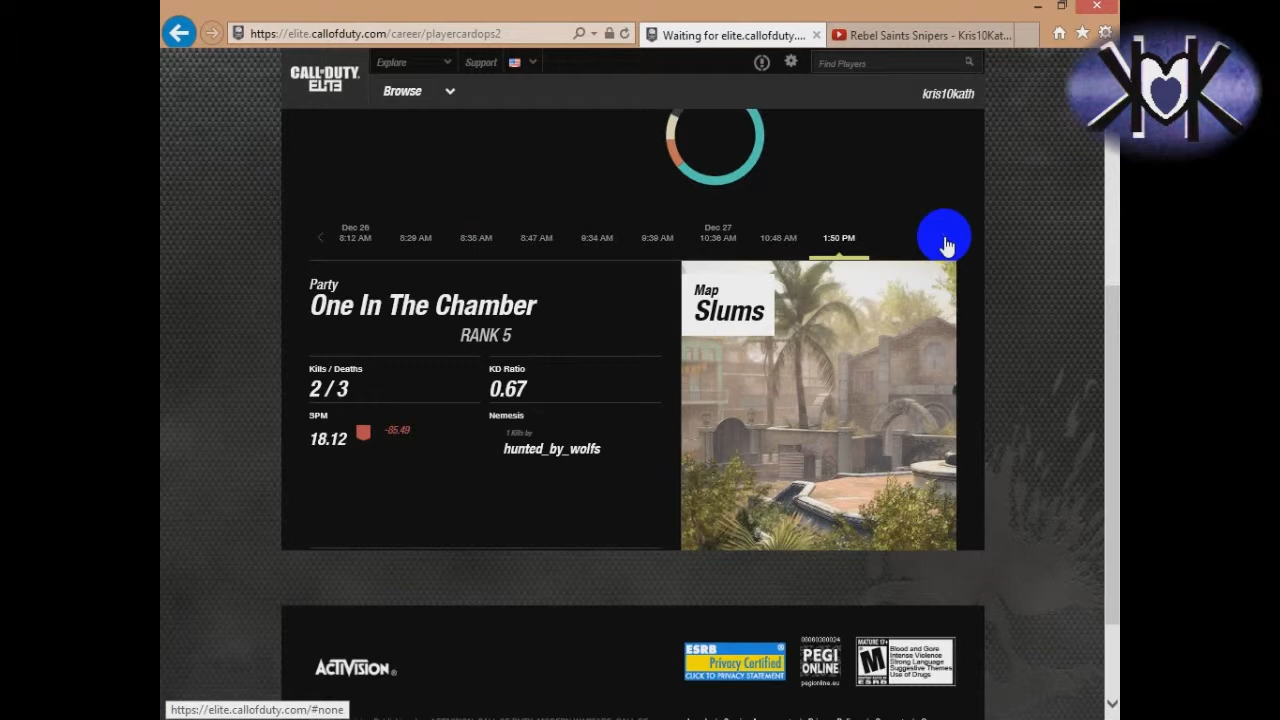 https://elite.callofduty.com/career/playercardops2
Waiting for elite.callofduty....
Rebel Saints Snipers - Kris10Kat...
CALL·DUTY
ELITE
Explore
Support
Find Players
Browse
kris10kath
Dec 26
8:12 AM
8:29 AM
8:38 AM
8:47 AM
9:34 AM
9:39 AM
Dec 27
10:36 AM
10:48 AM
1:50 PM
Party
One In The Chamber
RANK 5
Kills / Deaths
2 / 3
KD Ratio
0.67
SPM
18.12
-85.49
Nemesis
1 Kills by
hunted_by_wolfs
Map
Slums
ACTIVISION®
ESRB
Privacy Certified
CLICK TO PRIVACY STATEMENT
PEGI
ONLINE
pegionline.eu
MATURE 17+
M
ESRB
Blood and Gore
Intense Violence
Strong Language
Suggestive Themes
Use of Drugs
https://elite.callofduty.com/#none